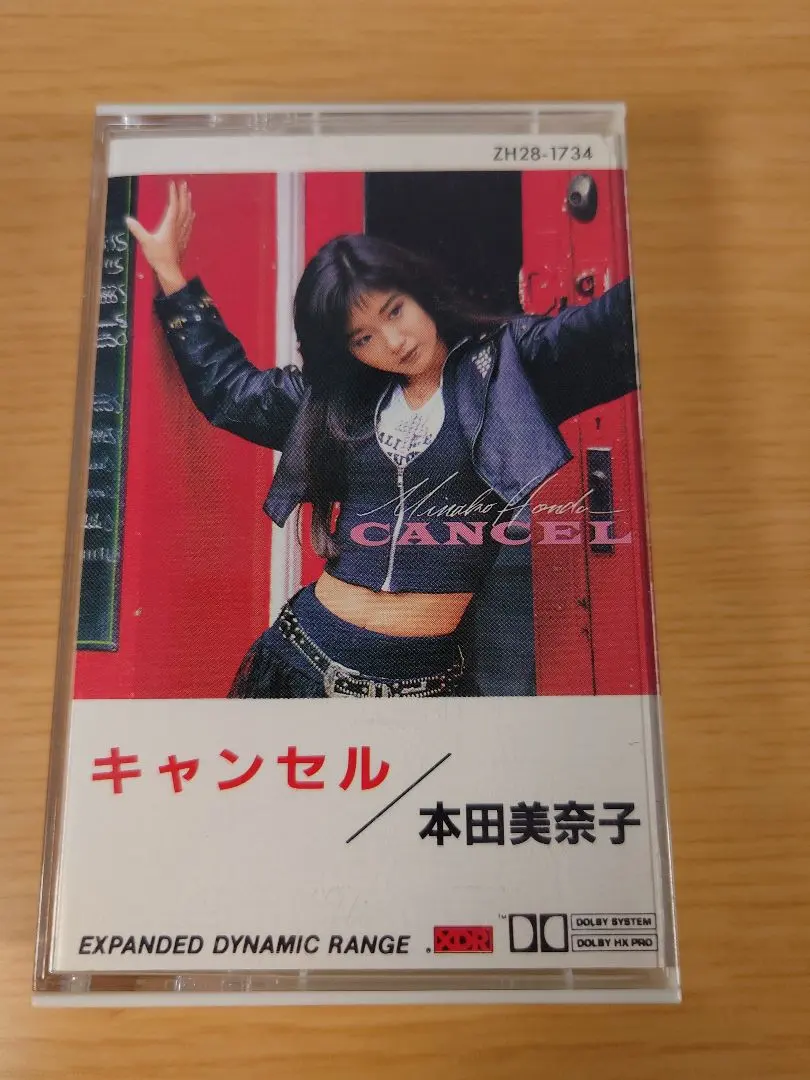 ZH28-1734
Minako Honda
CANCEL
キャンセル／
本田美奈子
EXPANDED DYNAMIC RANGE
XDR
™
DOLBY SYSTEM
DOLBY HX PRO